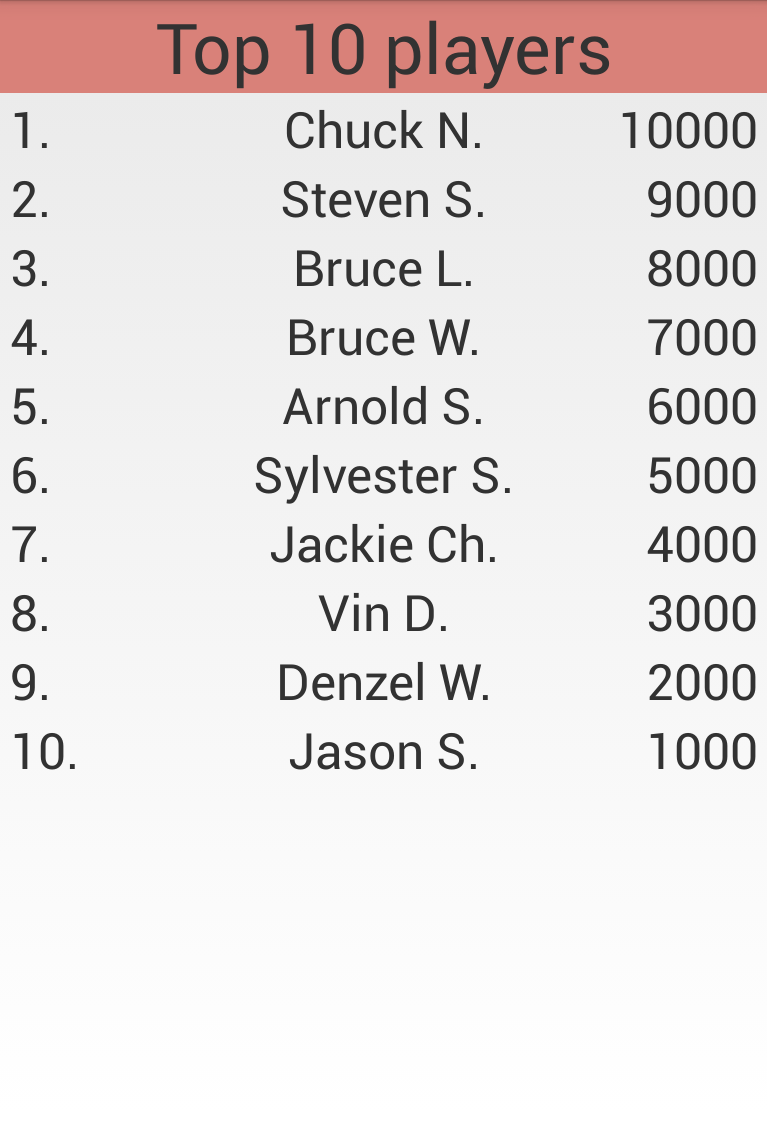 Top 10 players
1. Chuck N. 10000
2. Steven S. 9000
3. Bruce L. 8000
4. Bruce W. 7000
5. Arnold S. 6000
6. Sylvester S. 5000
7. Jackie Ch. 4000
8. Vin D. 3000
9. Denzel W. 2000
10. Jason S. 1000